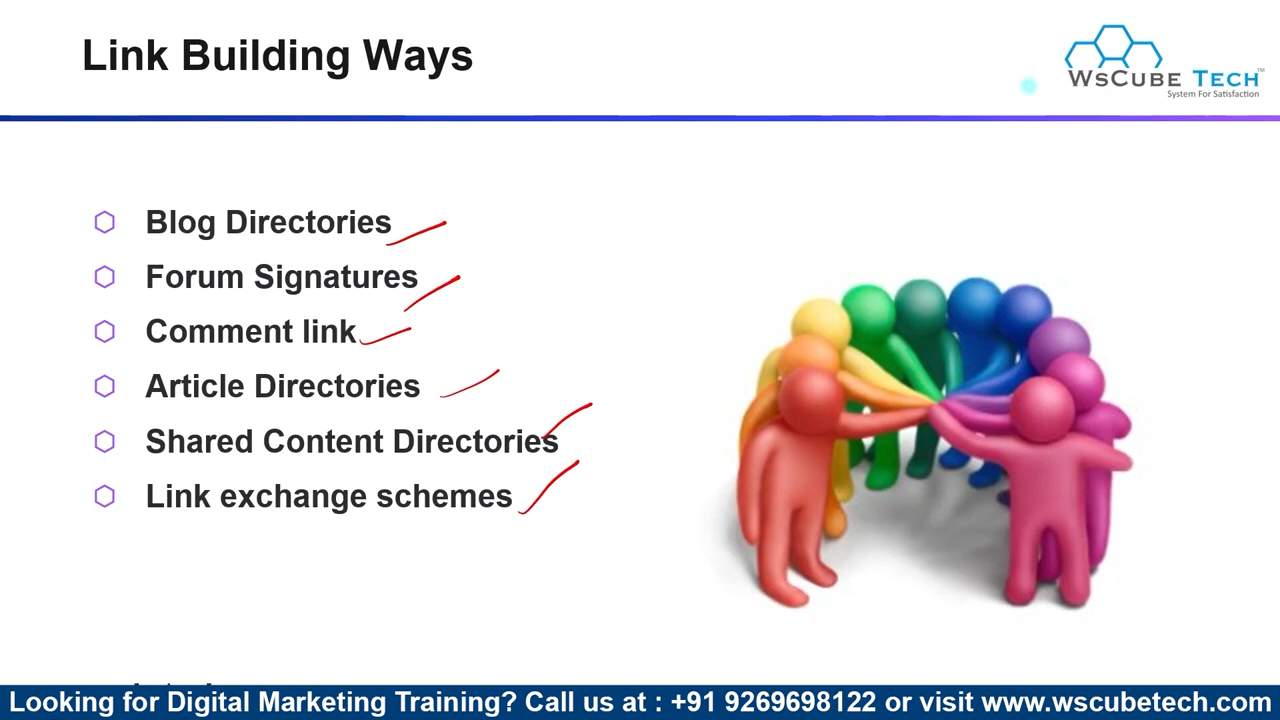 Link Building Ways
WsCube Tech™
System For Satisfaction
Blog Directories
Forum Signatures
Comment link
Article Directories
Shared Content Directories
Link exchange schemes
Looking for Digital Marketing Training? Call us at : +91 9269698122 or visit www.wscubetech.com